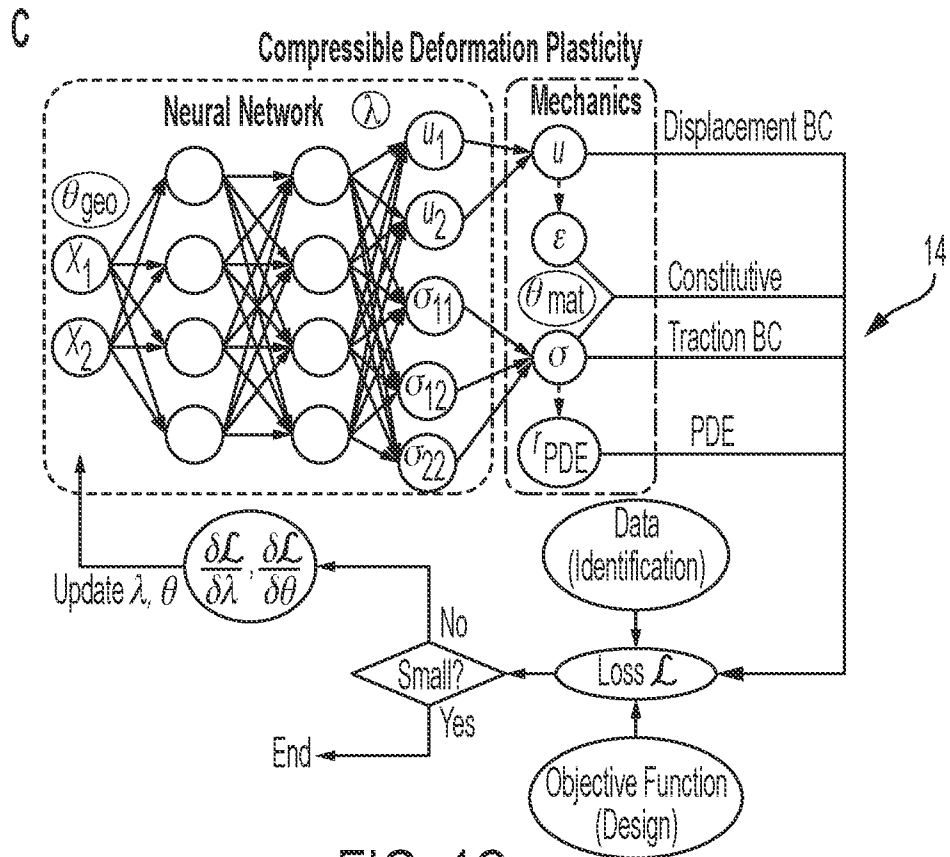 C
Compressible Deformation Plasticity
Neural Network λ
Mechanics
θgeo
X1
X2
u1
u2
σ11
σ12
σ22
u
ε
θmat
σ
rPDE
Displacement BC
Constitutive
Traction BC
PDE
14
Data
(Identification)
δℒ/δλ, δℒ/δθ
Update λ, θ
No
Small?
Yes
End
Loss ℒ
Objective Function
(Design)